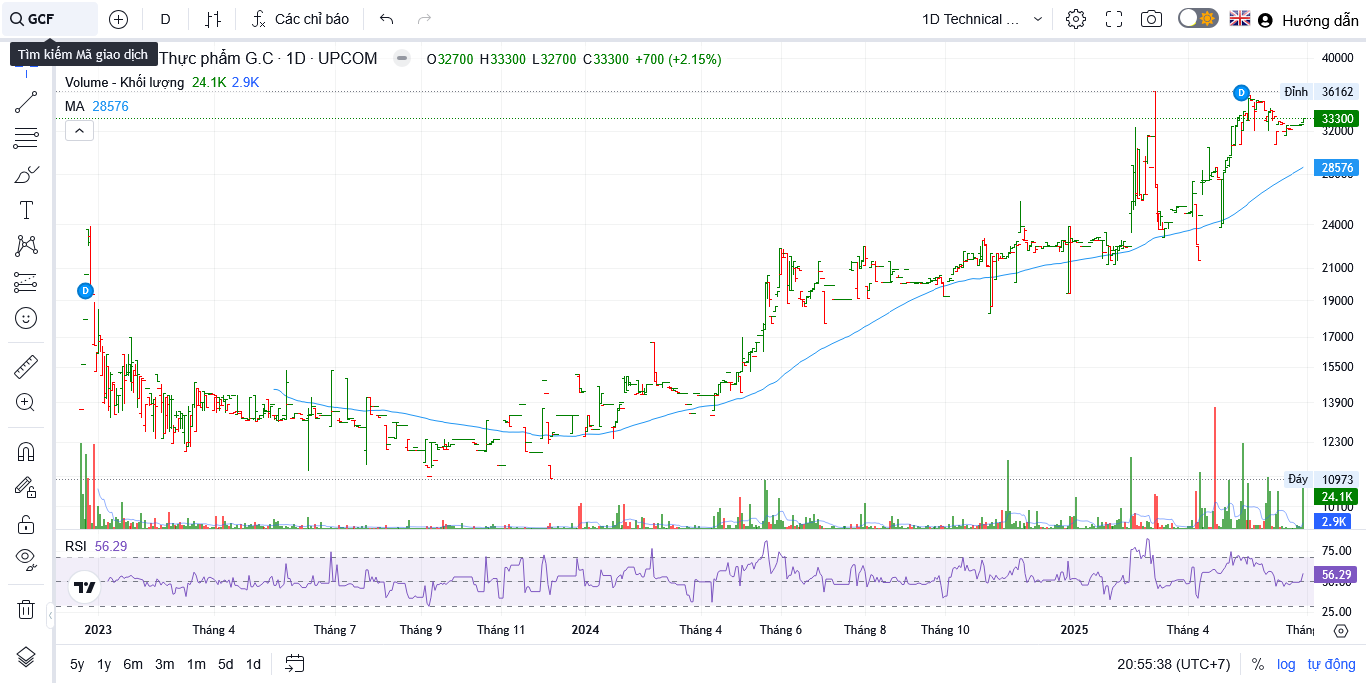 GCF D Các chỉ báo 1D Technical ... Hướng dẫn
Tìm kiếm Mã giao dịch
Thực phẩm G.C · 1D · UPCOM O32700 H33300 L32700 C33300 +700 (+2.15%)
Volume - Khối lượng 24.1K 2.9K
MA 28576
40000
D
Đỉnh 36162
33300
32000
28576
24000
21000
D
19000
17000
15500
13900
12300
Đáy 10973
24.1K
10000
2.9K
RSI 56.29
75.00
56.29
25.00
2023 Tháng 4 Tháng 7 Tháng 9 Tháng 11 2024 Tháng 4 Tháng 6 Tháng 8 Tháng 10 2025 Tháng 4 Tháng
5y 1y 6m 3m 1m 5d 1d 20:55:38 (UTC+7) % log tự động